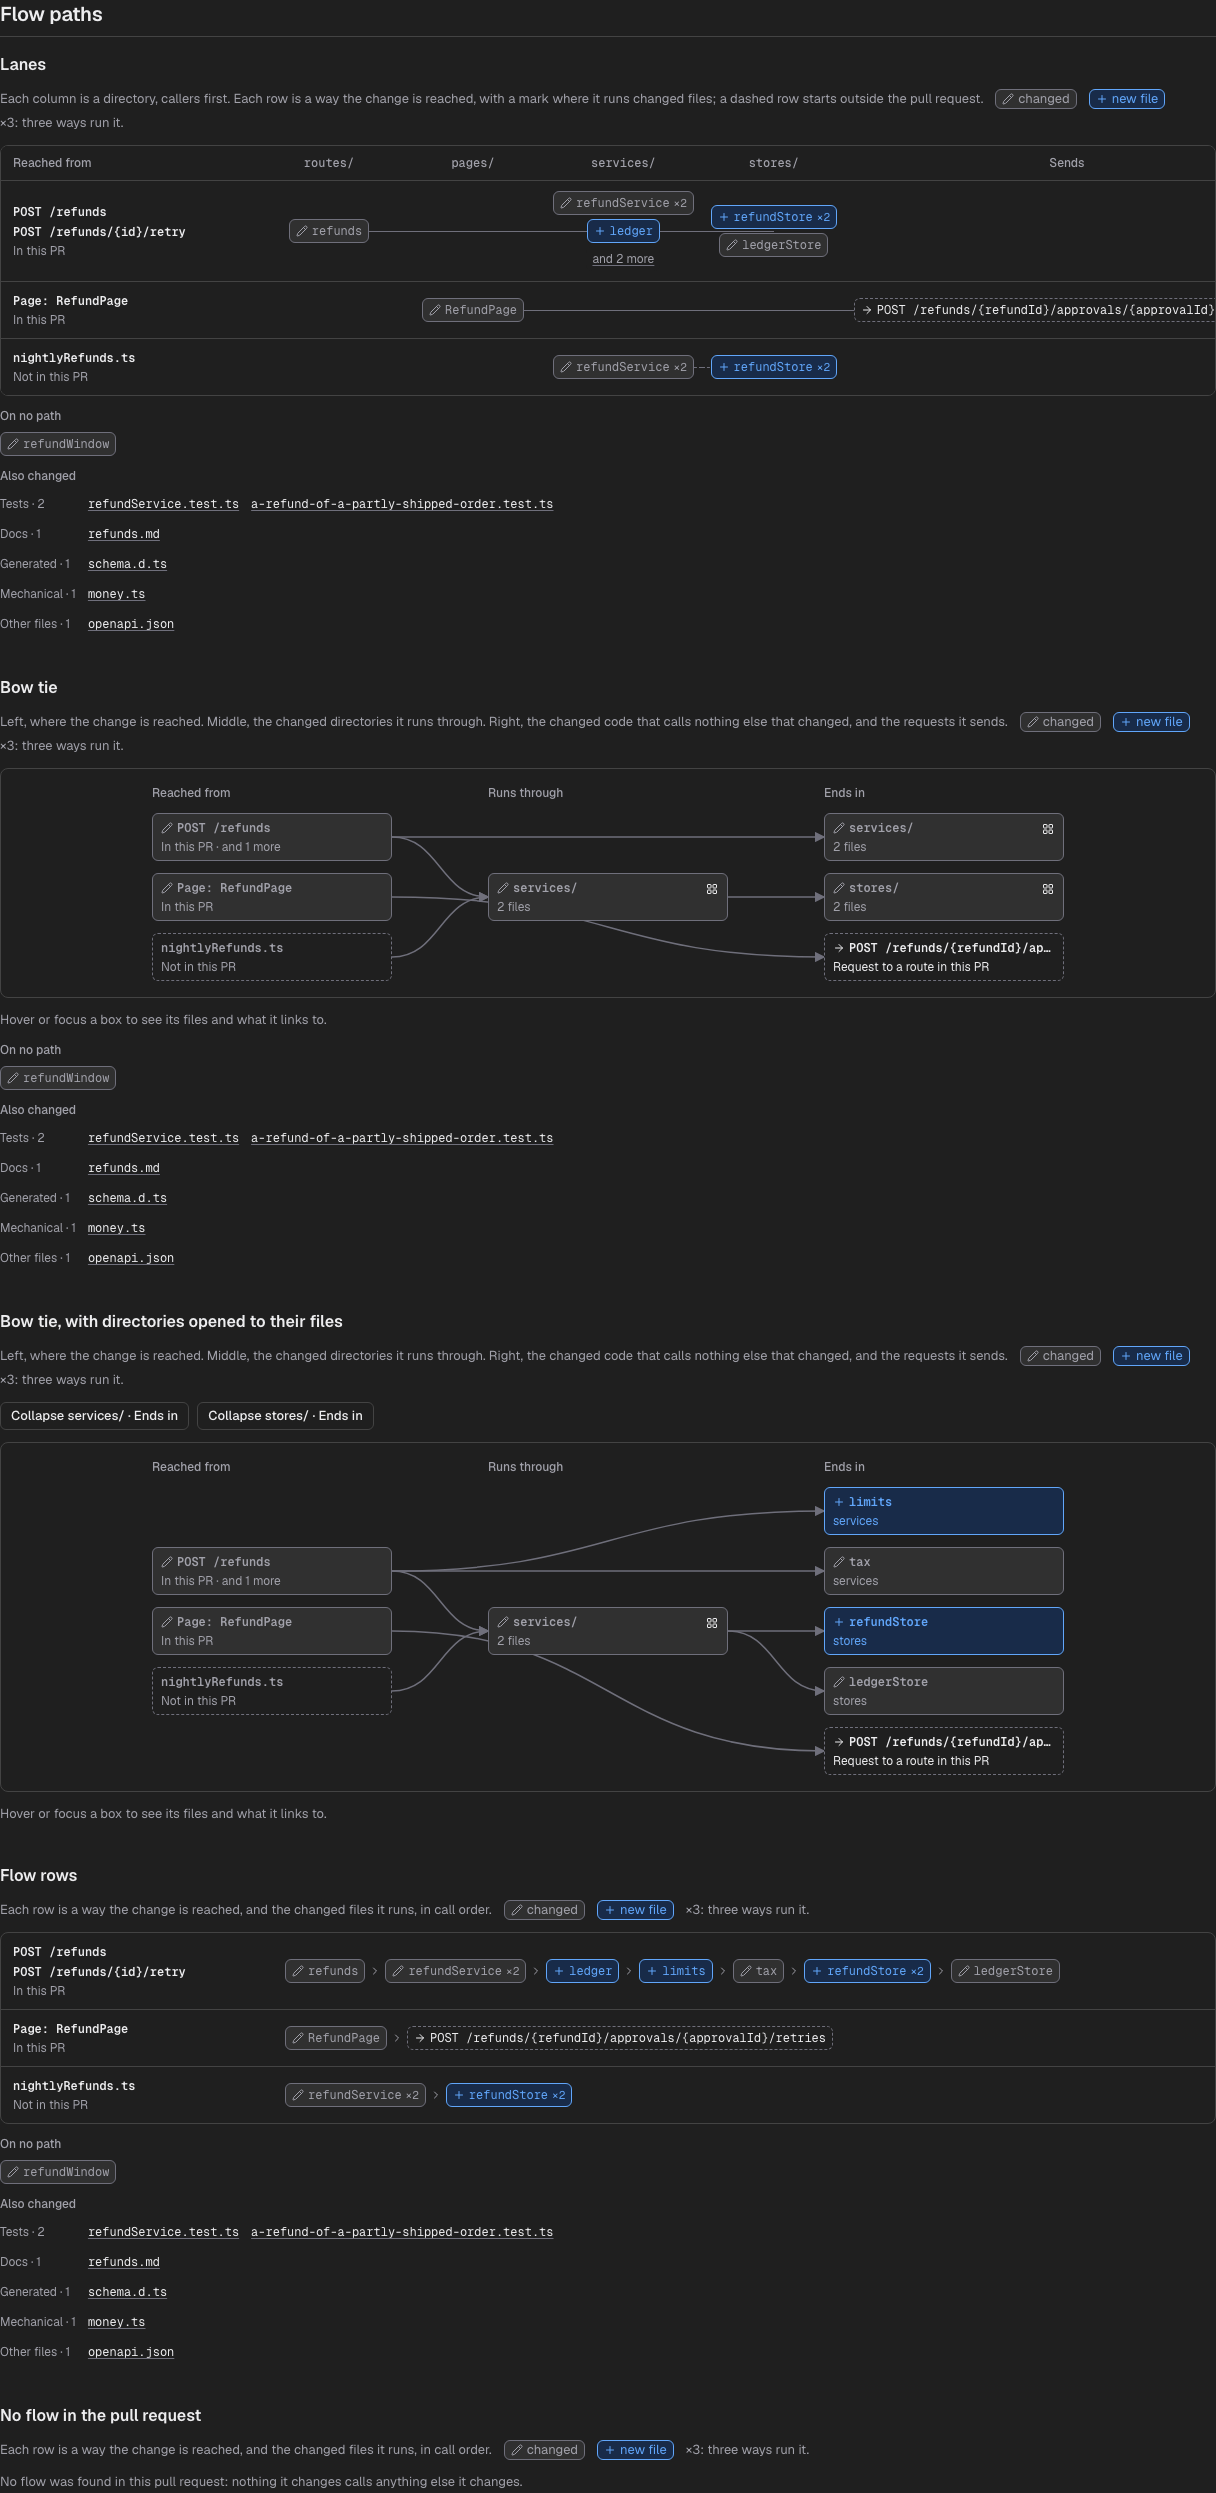 Flow paths
Lanes
Each column is a directory, callers first. Each row is a way the change is reached, with a mark where it runs changed files; a dashed row starts outside the pull request. changed + new file
×3: three ways run it.
Reached from routes/ pages/ services/ stores/ Sends
POST /refunds
POST /refunds/{id}/retry
In this PR
refunds
refundService ×2
+ ledger
and 2 more
+ refundStore ×2
ledgerStore
Page: RefundPage
In this PR
RefundPage
→ POST /refunds/{refundId}/approvals/{approvalId}
nightlyRefunds.ts
Not in this PR
refundService ×2
+ refundStore ×2
On no path
refundWindow
Also changed
Tests · 2 refundService.test.ts a-refund-of-a-partly-shipped-order.test.ts
Docs · 1 refunds.md
Generated · 1 schema.d.ts
Mechanical · 1 money.ts
Other files · 1 openapi.json
Bow tie
Left, where the change is reached. Middle, the changed directories it runs through. Right, the changed code that calls nothing else that changed, and the requests it sends. changed + new file
×3: three ways run it.
Reached from Runs through Ends in
POST /refunds
In this PR · and 1 more
services/
2 files
Page: RefundPage
In this PR
services/
2 files
stores/
2 files
nightlyRefunds.ts
Not in this PR
→ POST /refunds/{refundId}/ap…
Request to a route in this PR
Hover or focus a box to see its files and what it links to.
On no path
refundWindow
Also changed
Tests · 2 refundService.test.ts a-refund-of-a-partly-shipped-order.test.ts
Docs · 1 refunds.md
Generated · 1 schema.d.ts
Mechanical · 1 money.ts
Other files · 1 openapi.json
Bow tie, with directories opened to their files
Left, where the change is reached. Middle, the changed directories it runs through. Right, the changed code that calls nothing else that changed, and the requests it sends. changed + new file
×3: three ways run it.
Collapse services/ · Ends in Collapse stores/ · Ends in
Reached from Runs through Ends in
+ limits
services
POST /refunds
In this PR · and 1 more
tax
services
Page: RefundPage
In this PR
services/
2 files
+ refundStore
stores
nightlyRefunds.ts
Not in this PR
ledgerStore
stores
→ POST /refunds/{refundId}/ap…
Request to a route in this PR
Hover or focus a box to see its files and what it links to.
Flow rows
Each row is a way the change is reached, and the changed files it runs, in call order. changed + new file ×3: three ways run it.
POST /refunds
POST /refunds/{id}/retry
In this PR
refunds › refundService ×2 › + ledger › + limits › tax › + refundStore ×2 › ledgerStore
Page: RefundPage
In this PR
RefundPage › → POST /refunds/{refundId}/approvals/{approvalId}/retries
nightlyRefunds.ts
Not in this PR
refundService ×2 › + refundStore ×2
On no path
refundWindow
Also changed
Tests · 2 refundService.test.ts a-refund-of-a-partly-shipped-order.test.ts
Docs · 1 refunds.md
Generated · 1 schema.d.ts
Mechanical · 1 money.ts
Other files · 1 openapi.json
No flow in the pull request
Each row is a way the change is reached, and the changed files it runs, in call order. changed + new file ×3: three ways run it.
No flow was found in this pull request: nothing it changes calls anything else it changes.